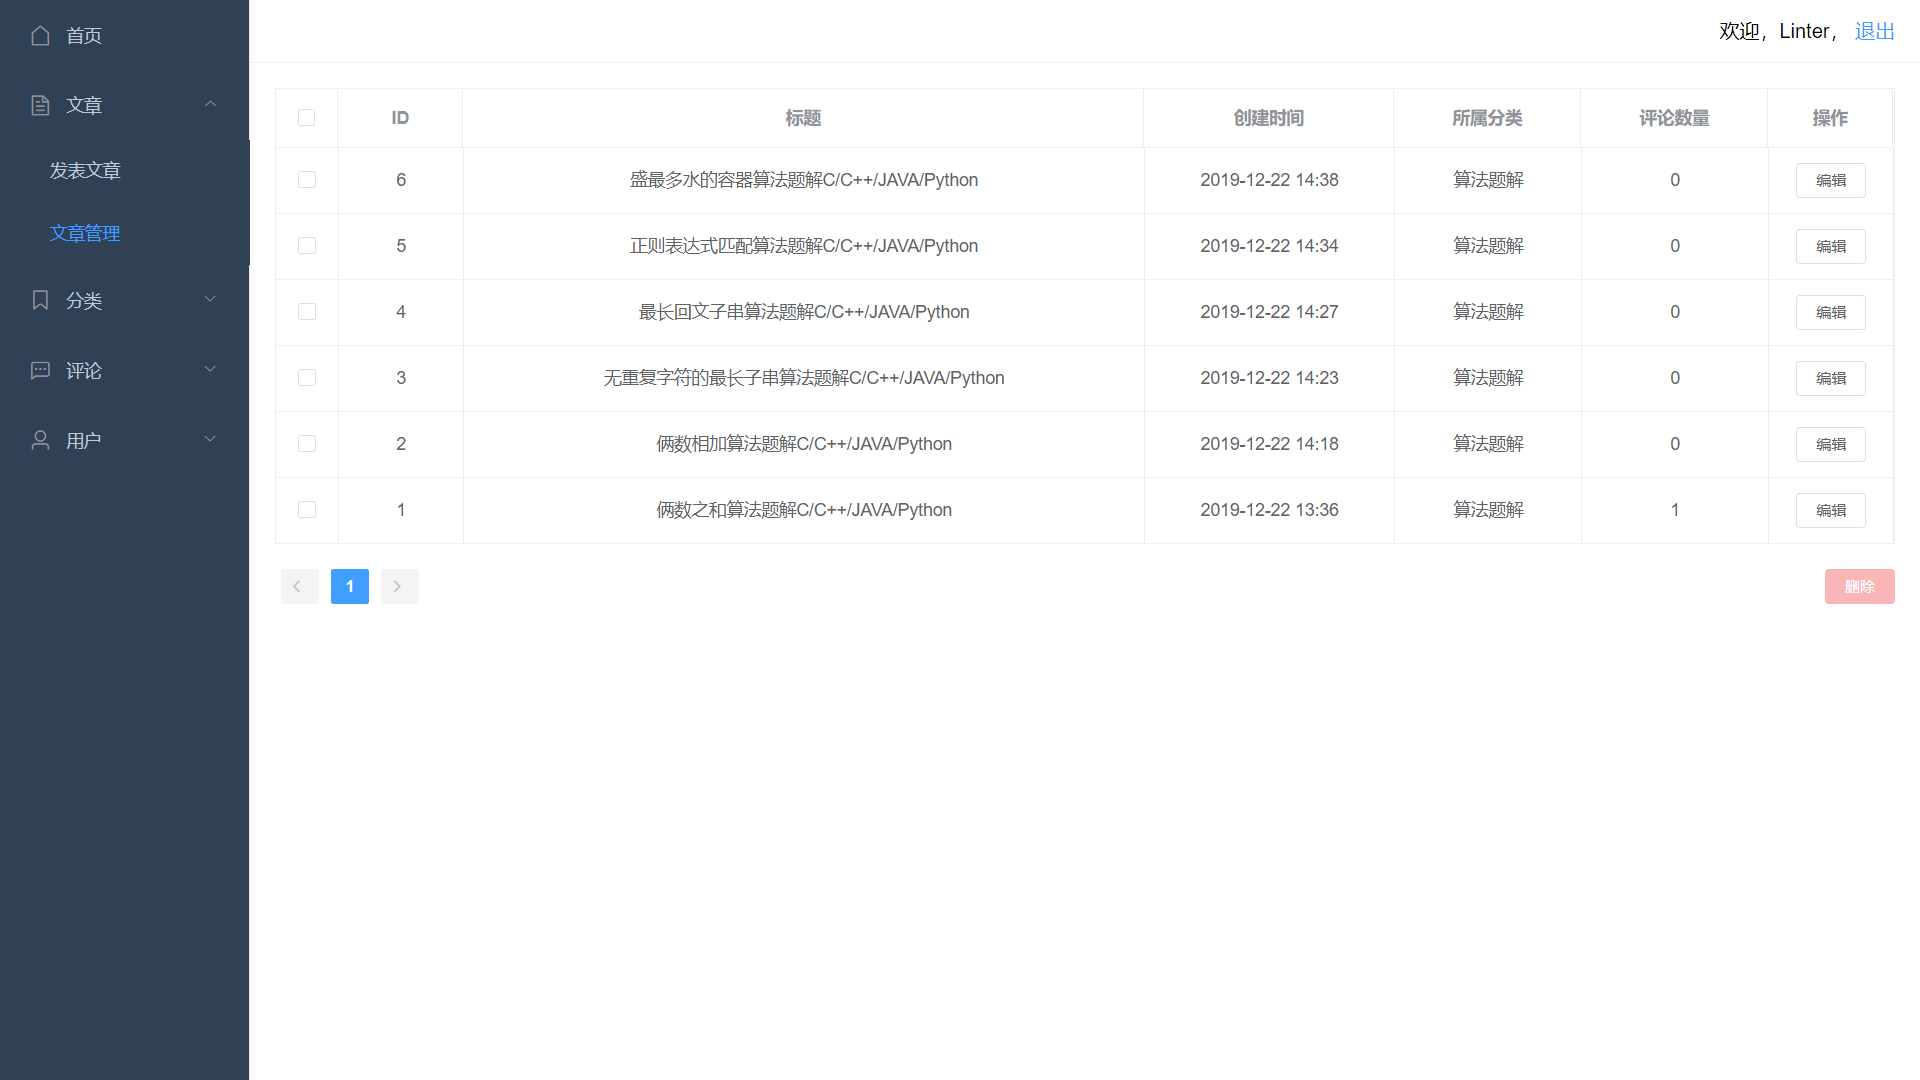 首页
文章
发表文章
文章管理
分类
评论
用户
欢迎，Linter， 退出
ID 标题 创建时间 所属分类 评论数量 操作
6 盛最多水的容器算法题解C/C++/JAVA/Python 2019-12-22 14:38 算法题解 0 编辑
5 正则表达式匹配算法题解C/C++/JAVA/Python 2019-12-22 14:34 算法题解 0 编辑
4 最长回文子串算法题解C/C++/JAVA/Python 2019-12-22 14:27 算法题解 0 编辑
3 无重复字符的最长子串算法题解C/C++/JAVA/Python 2019-12-22 14:23 算法题解 0 编辑
2 俩数相加算法题解C/C++/JAVA/Python 2019-12-22 14:18 算法题解 0 编辑
1 俩数之和算法题解C/C++/JAVA/Python 2019-12-22 13:36 算法题解 1 编辑
1 删除